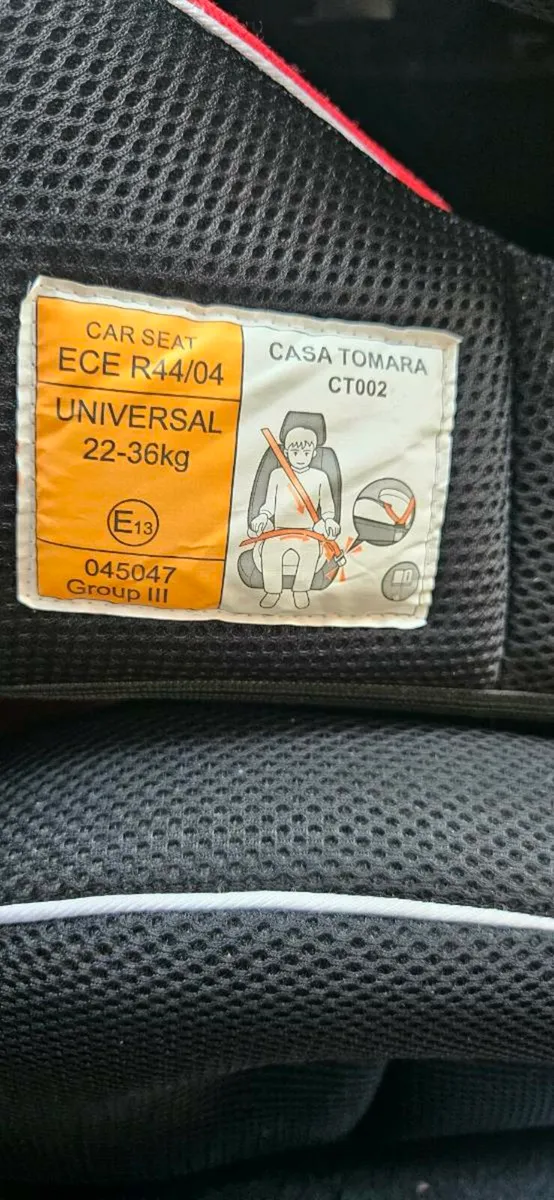 CAR SEAT
ECE R44/04
UNIVERSAL
22-36kg
E13
045047
Group III
CASA TOMARA
CT002